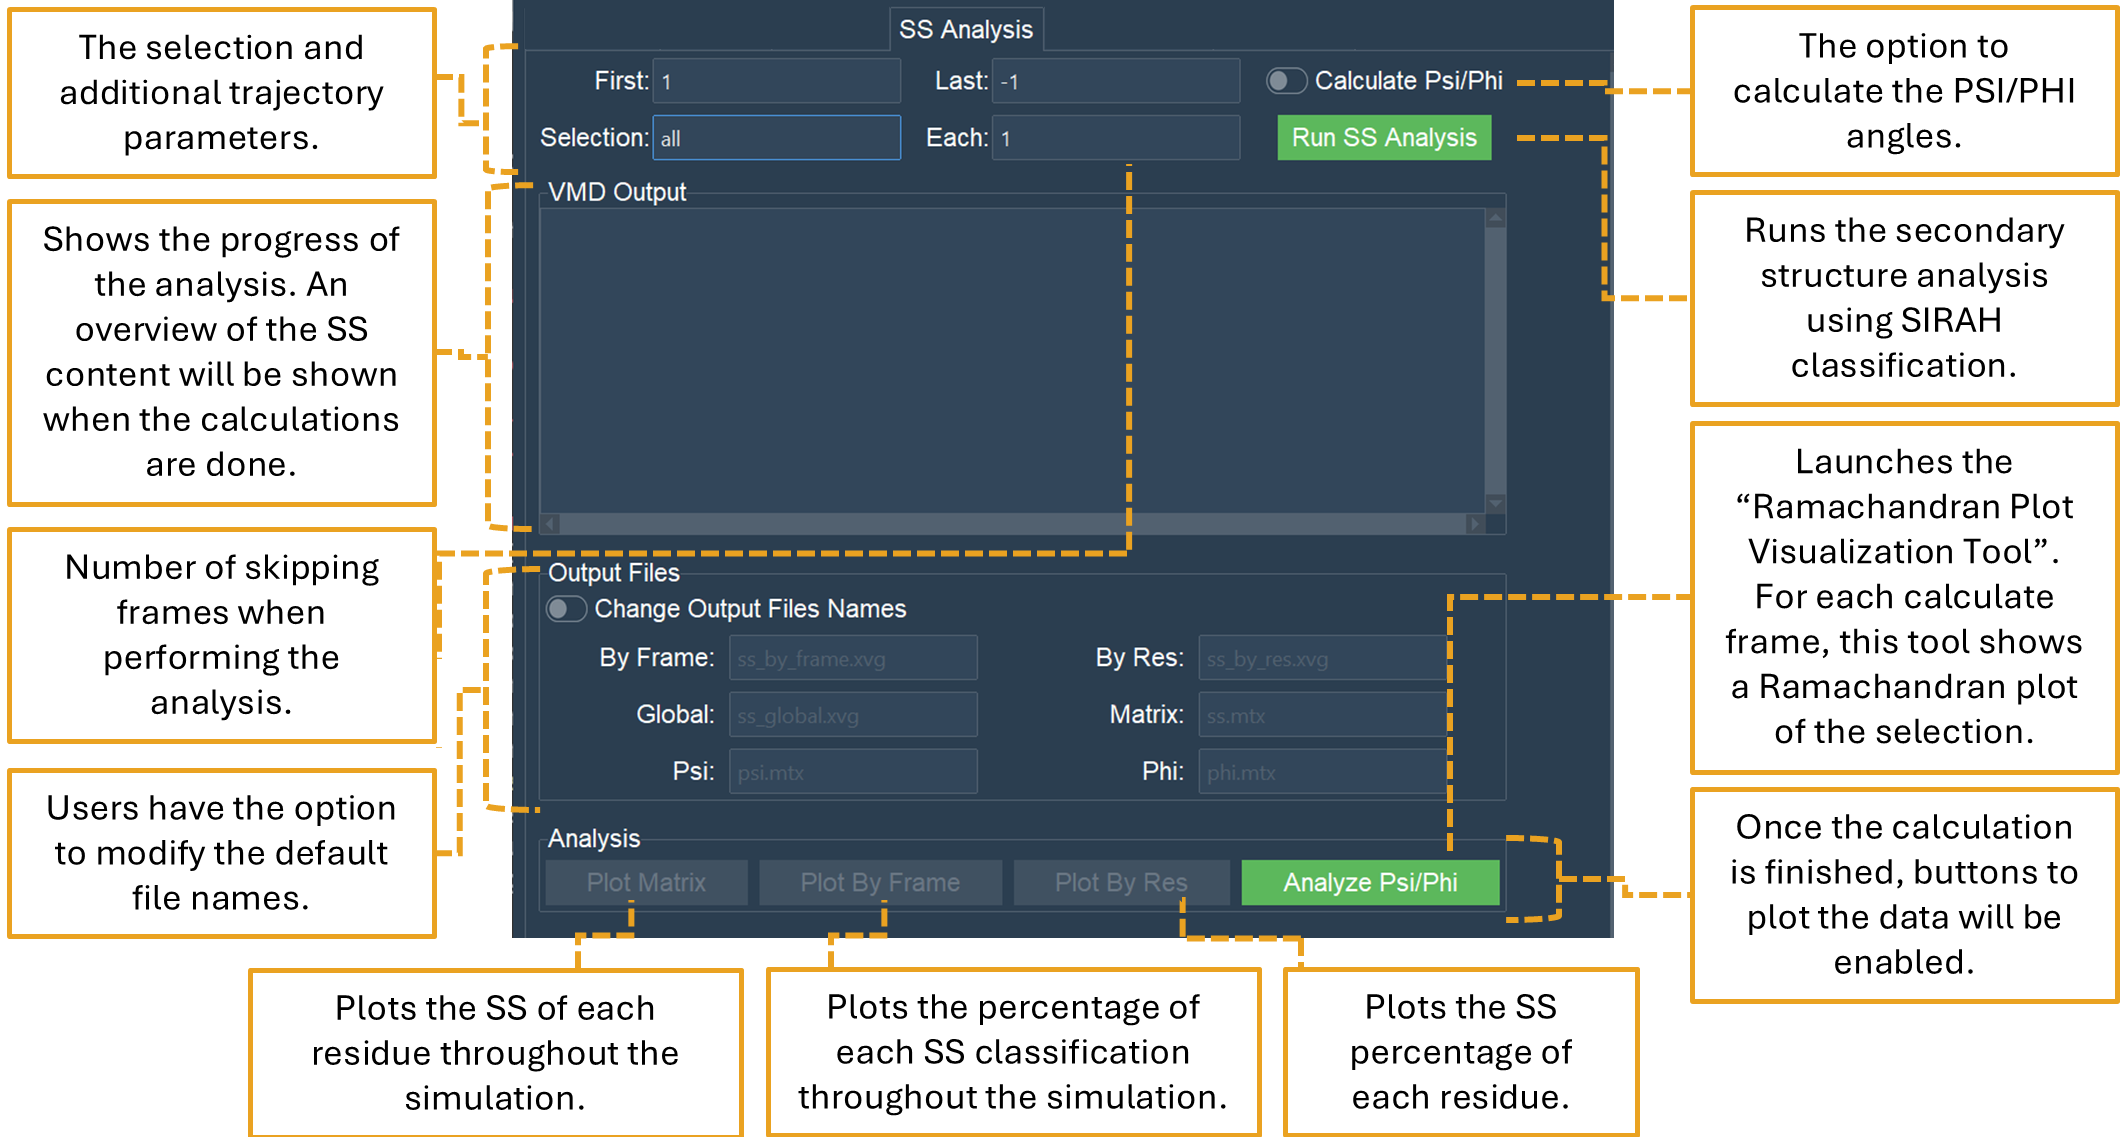 The selection and
additional trajectory
parameters.
Shows the progress of
the analysis. An
overview of the SS
content will be shown
when the calculations
are done.
Number of skipping
frames when
performing the
analysis.
Users have the option
to modify the default
file names.
SS Analysis
First: 1 Last: -1 Calculate Psi/Phi
Selection: all Each: 1 Run SS Analysis
VMD Output
Output Files
Change Output Files Names
By Frame: ss_by_frame.xvg By Res: ss_by_res.xvg
Global: ss_global.xvg Matrix: ss.mtx
Psi: psi.mtx Phi: phi.mtx
Analysis
Plot Matrix Plot By Frame Plot By Res Analyze Psi/Phi
The option to
calculate the PSI/PHI
angles.
Runs the secondary
structure analysis
using SIRAH
classification.
Launches the
“Ramachandran Plot
Visualization Tool”.
For each calculate
frame, this tool shows
a Ramachandran plot
of the selection.
Once the calculation
is finished, buttons to
plot the data will be
enabled.
Plots the SS of each
residue throughout the
simulation.
Plots the percentage of
each SS classification
throughout the simulation.
Plots the SS
percentage of
each residue.